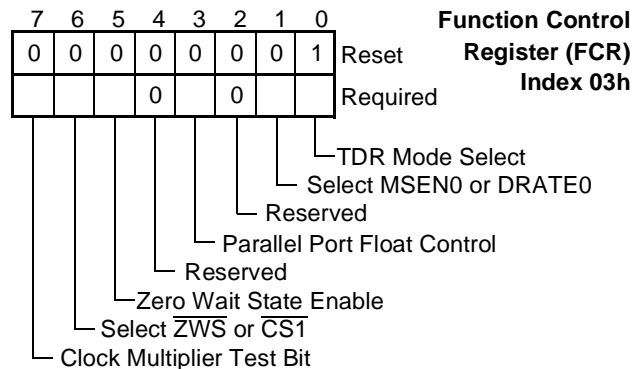 7 6 5 4 3 2 1 0
Function Control
Register (FCR)
Index 03h
0 0 0 0 0 0 0 1 Reset
0 0 Required
TDR Mode Select
Select MSEN0 or DRATE0
Reserved
Parallel Port Float Control
Reserved
Zero Wait State Enable
Select Z̅W̅S̅ or C̅S̅1̅
Clock Multiplier Test Bit